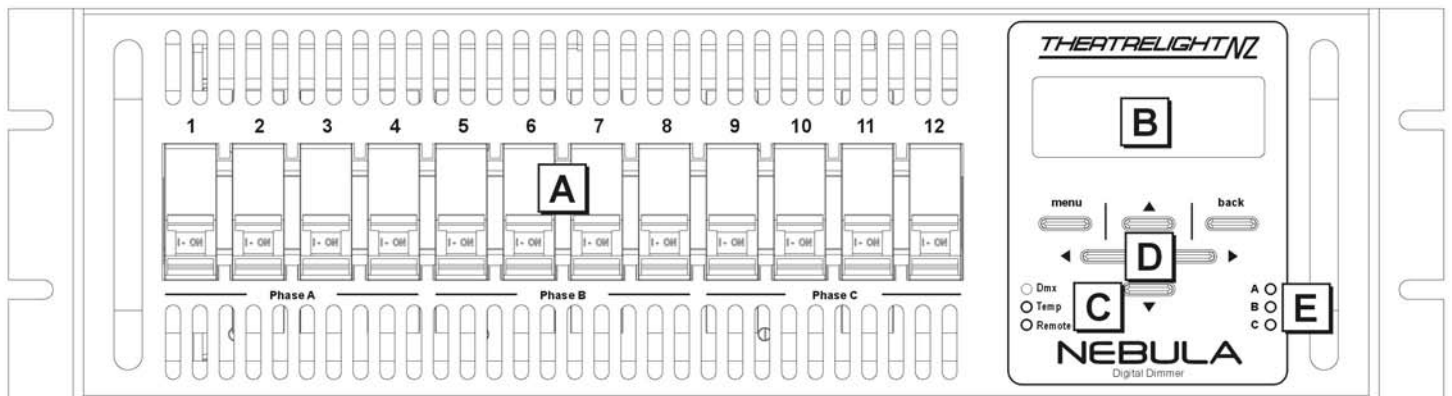 THEATRELIGHT NZ
B
1 2 3 4 5 6 7 8 9 10 11 12
A
menu back
I - ON I - ON I - ON I - ON I - ON I - ON I - ON I - ON I - ON I - ON I - ON I - ON
D
Phase A Phase B Phase C
Dmx
Temp
Remote
C
A
B
C
E
NEBULA
Digital Dimmer